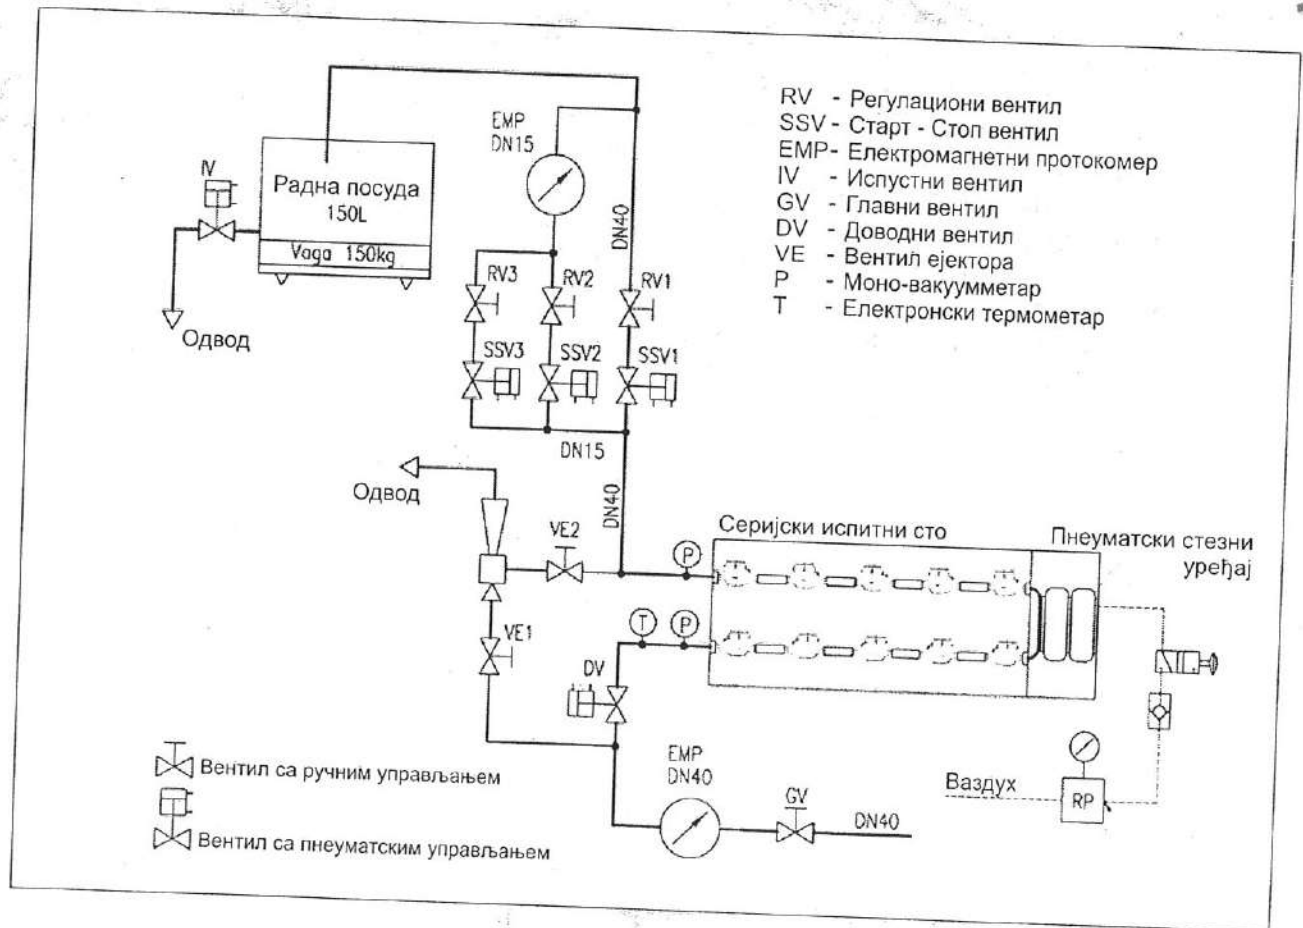 RV - Регулациони вентил
SSV - Старт - Стоп вентил
EMP - Електромагнетни протокомер
IV - Испустни вентил
GV - Главни вентил
DV - Доводни вентил
VE - Вентил ејектора
P - Моно-вакуумметар
T - Електронски термометар
EMP
DN15
IV
Радна посуда
150L
Vaga 150kg
Одвод
DN40
RV3
RV2
RV1
SSV3
SSV2
SSV1
DN15
Одвод
DN40
VE2
P
Серијски испитни сто
Пнеуматски стезни
уређај
VE1
T
P
DV
EMP
DN40
GV
DN40
Ваздух
RP
Вентил са ручним управљањем
Вентил са пнеуматским управљањем